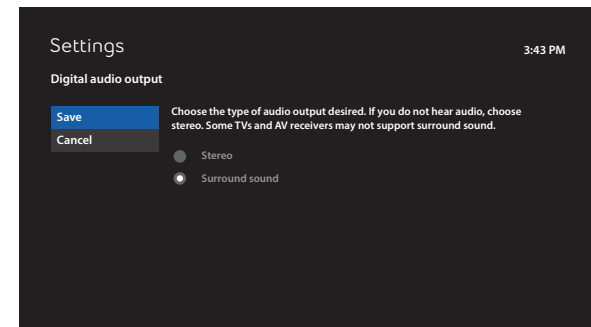 Settings
3:43 PM
Digital audio output
Save
Cancel
Choose the type of audio output desired. If you do not hear audio, choose
stereo. Some TVs and AV receivers may not support surround sound.
Stereo
Surround sound